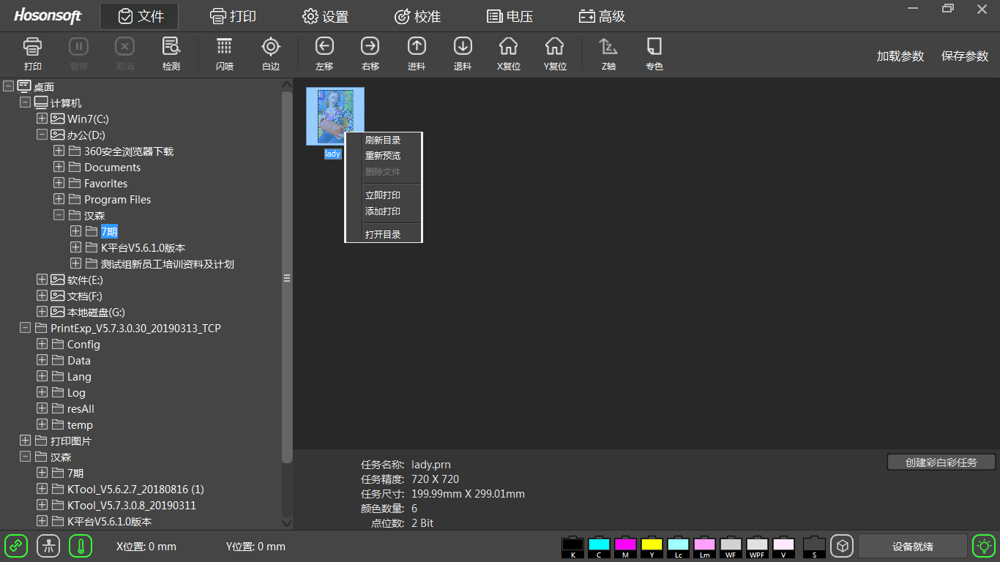 Hosonsoft
文件
打印
设置
校准
电压
高级
打印
暂停
取消
检测
闪喷
白边
左移
右移
进料
退料
X复位
Y复位
Z轴
专色
加载参数
保存参数
桌面
计算机
Win7(C:)
办公(D:)
360安全浏览器下载
Documents
Favorites
Program Files
汉森
7期
K平台V5.6.1.0版本
测试组新员工培训资料及计划
软件(E:)
文档(F:)
本地磁盘(G:)
PrintExp_V5.7.3.0.30_20190313_TCP
Config
Data
Lang
Log
resAll
temp
打印图片
汉森
7期
KTool_V5.6.2.7_20180816 (1)
KTool_V5.7.3.0.8_20190311
K平台V5.6.1.0版本
lady
刷新目录
重新预览
删除文件
立即打印
添加打印
打开目录
任务名称: lady.prn
任务精度: 720 X 720
任务尺寸: 199.99mm X 299.01mm
颜色数量: 6
点位数: 2 Bit
创建彩白彩任务
X位置: 0 mm
Y位置: 0 mm
K
C
M
Y
Lc
Lm
WF
WPF
V
S
设备就绪